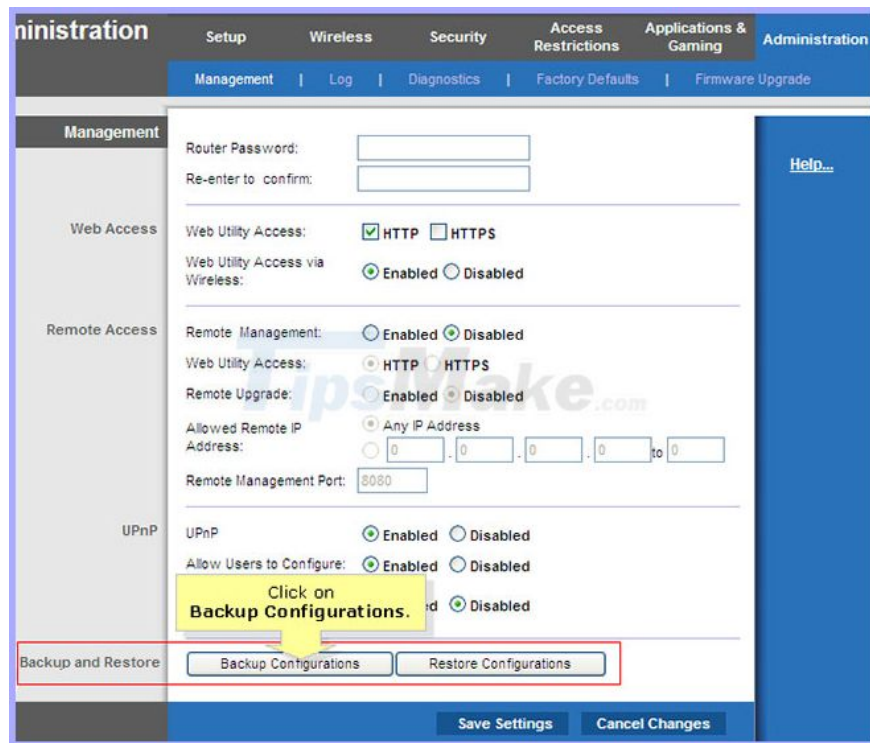 ninistration
Setup
Wireless
Security
Access Restrictions
Applications & Gaming
Administration
Management | Log | Diagnostics | Factory Defaults | Firmware Upgrade
Management
Router Password:
Re-enter to confirm:
Help...
Web Access
Web Utility Access: HTTP HTTPS
Web Utility Access via
Wireless:
Enabled Disabled
Remote Access
Remote Management: Enabled Disabled
Web Utility Access: HTTP HTTPS
Remote Upgrade: Enabled Disabled
TipsMake.com
Allowed Remote IP
Address:
Any IP Address
0 . 0 . 0 . 0 to 0
Remote Management Port: 8080
UPnP
UPnP Enabled Disabled
Allow Users to Configure: Enabled Disabled
Click on
Backup Configurations.
Disabled
Backup and Restore
Backup Configurations Restore Configurations
Save Settings Cancel Changes